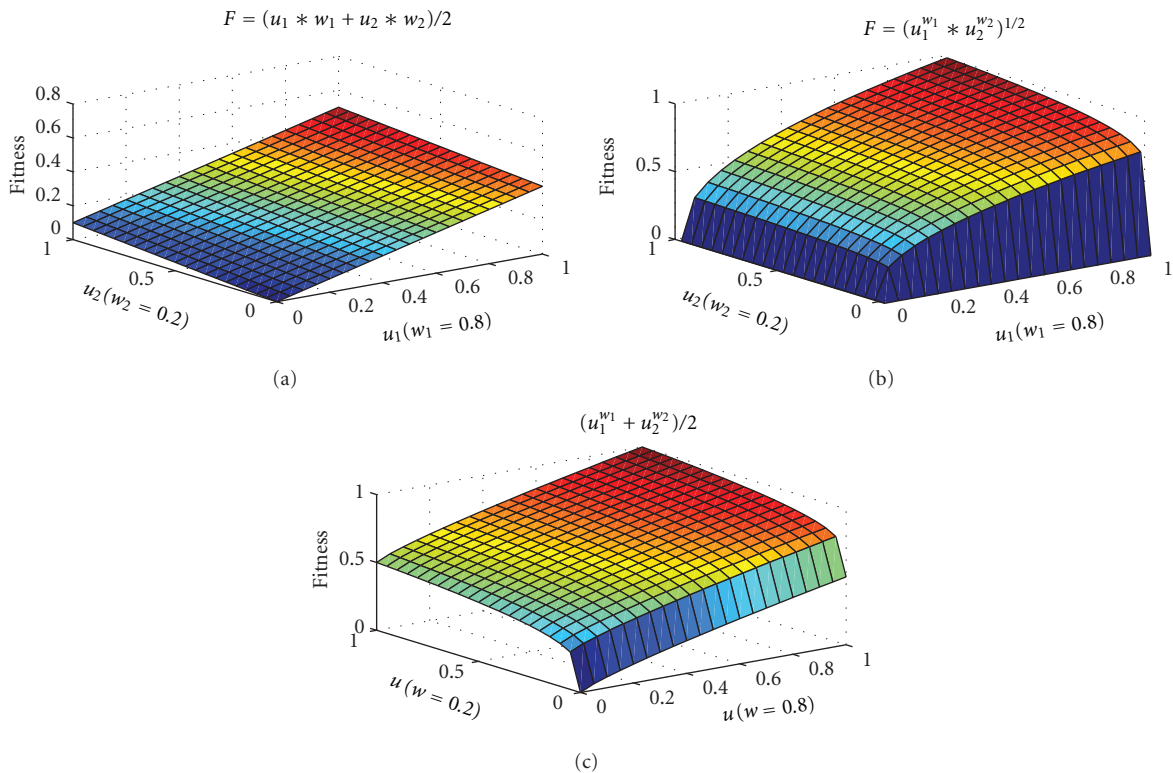 F = (u₁ * w₁ + u₂ * w₂)/2
Fitness
0.8
0.6
0.4
0.2
0
1
0.5
0
u₂(w₂ = 0.2)
0
0.2
0.4
0.6
0.8
1
u₁(w₁ = 0.8)
(a)
F = (u₁^{w₁} * u₂^{w₂})^{1/2}
Fitness
1
0.5
0
1
0.5
0
u₂(w₂ = 0.2)
0
0.2
0.4
0.6
0.8
1
u₁(w₁ = 0.8)
(b)
(u₁^{w₁} + u₂^{w₂})/2
Fitness
1
0.5
0
1
0.5
0
u(w = 0.2)
0
0.2
0.4
0.6
0.8
1
u(w = 0.8)
(c)